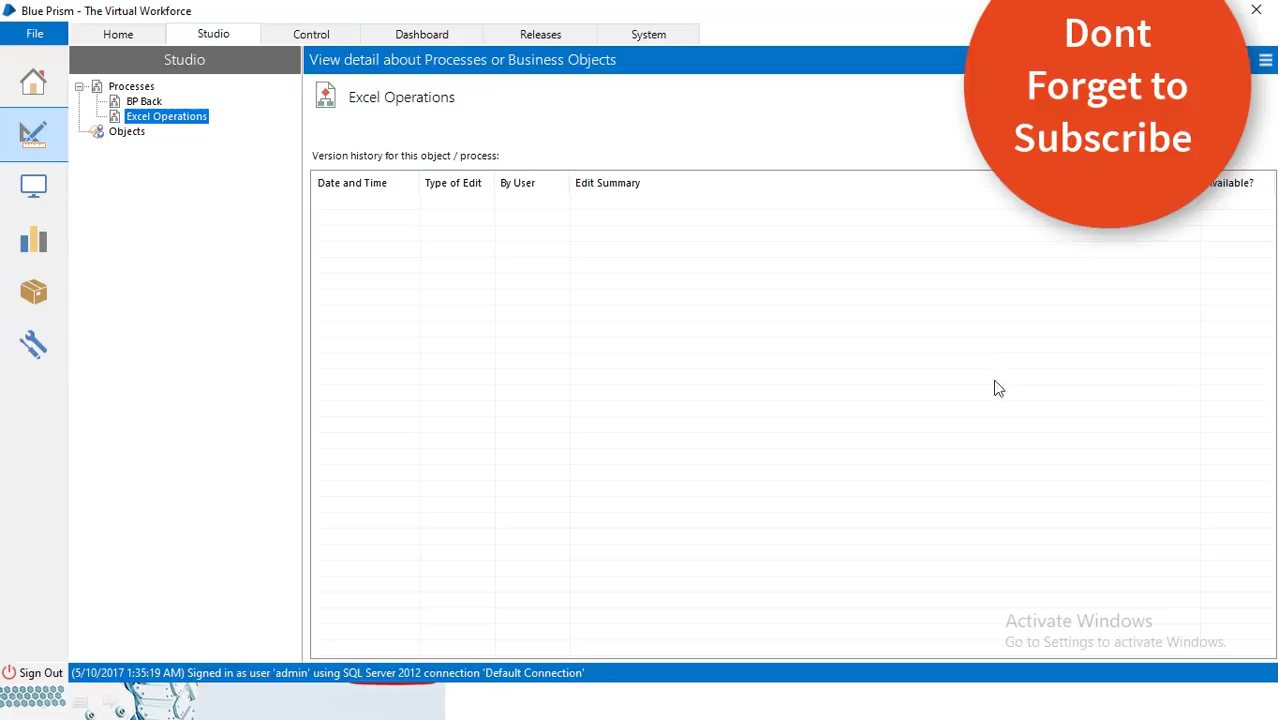 Blue Prism - The Virtual Workforce
File
Home
Studio
Control
Dashboard
Releases
System
Dont
Forget to
Subscribe
Studio
View detail about Processes or Business Objects
Processes
BP Back
Excel Operations
Objects
Excel Operations
Version history for this object / process:
Date and Time
Type of Edit
By User
Edit Summary
Activate Windows
Go to Settings to activate Windows.
Sign Out
(5/10/2017 1:35:19 AM) Signed in as user 'admin' using SQL Server 2012 connection 'Default Connection'